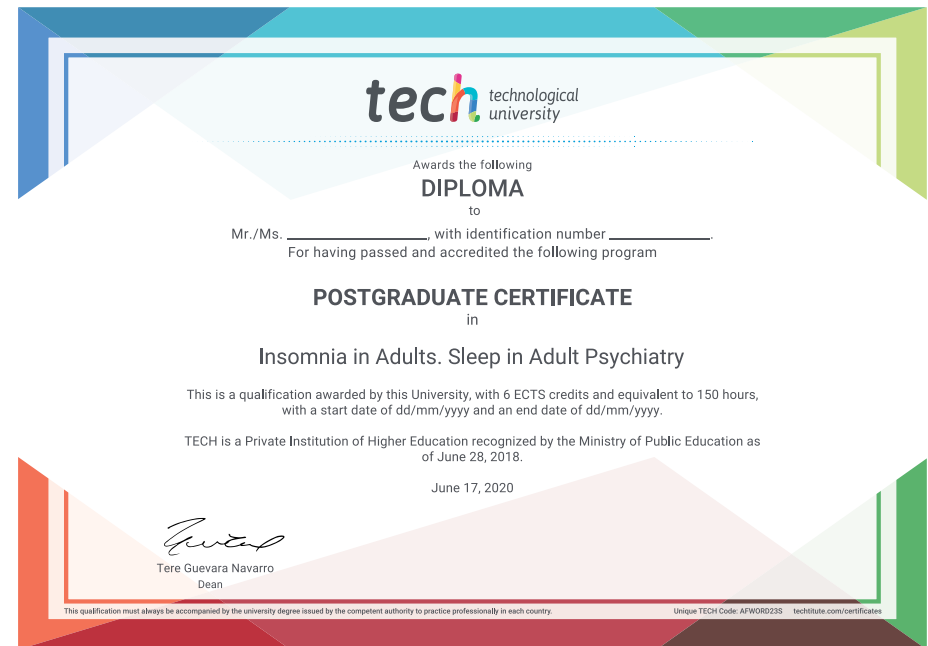 tech technological
university
Awards the following
DIPLOMA
to
Mr./Ms. ____________________, with identification number ______________.
For having passed and accredited the following program
POSTGRADUATE CERTIFICATE
in
Insomnia in Adults. Sleep in Adult Psychiatry
This is a qualification awarded by this University, with 6 ECTS credits and equivalent to 150 hours,
with a start date of dd/mm/yyyy and an end date of dd/mm/yyyy.
TECH is a Private Institution of Higher Education recognized by the Ministry of Public Education as
of June 28, 2018.
June 17, 2020
Tere Guevara Navarro
Dean
This qualification must always be accompanied by the university degree issued by the competent authority to practice professionally in each country. Unique TECH Code: AFWORD23S techtitute.com/certificates